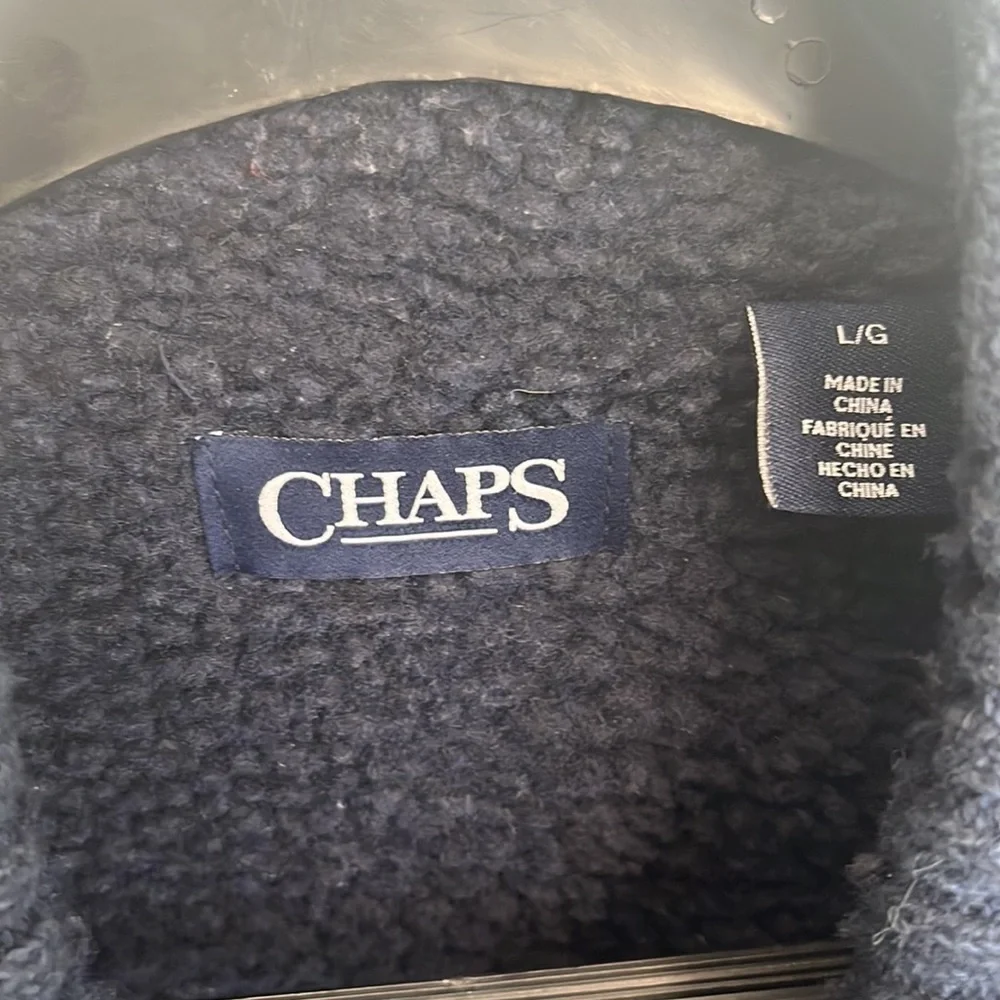 CHAPS
L/G
MADE IN
CHINA
FABRIQUÉ EN
CHINE
HECHO EN
CHINA